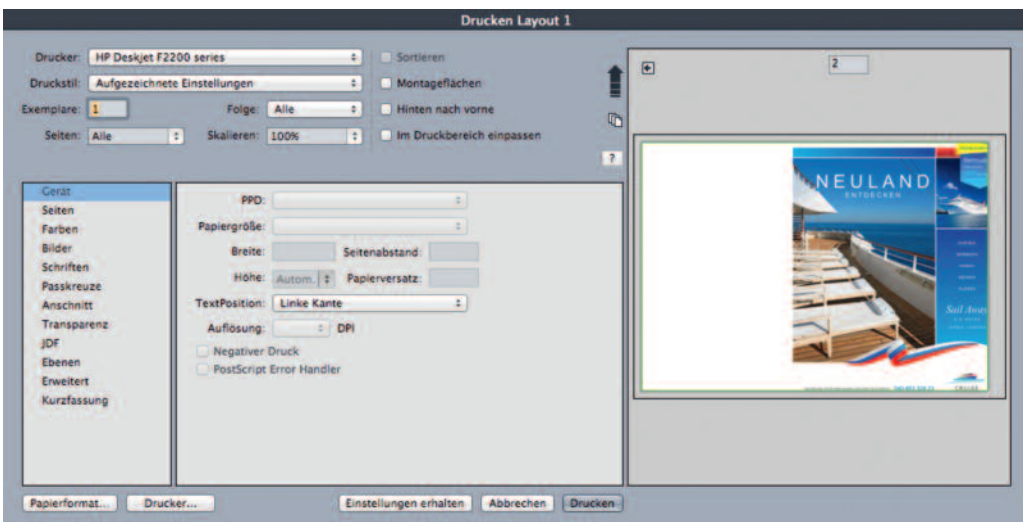 Drucken Layout 1
Drucker: HP Deskjet F2200 series
Druckstil: Aufgezeichnete Einstellungen
Exemplare: 1 Folge: Alle
Seiten: Alle Skalieren: 100%
Sortieren
Montageflächen
Hinten nach vorne
Im Druckbereich einpassen
?
2
Gerät
Seiten
Farben
Bilder
Schriften
Passkreuze
Anschnitt
Transparenz
JDF
Ebenen
Erweitert
Kurzfassung
PPD:
Papiergröße:
Breite: Seitenabstand:
Höhe: Autom. Papierversatz:
TextPosition: Linke Kante
Auflösung: DPI
Negativer Druck
PostScript Error Handler
NEULAND
ENTDECKEN
Sail Away
Papierformat... Drucker... Einstellungen erhalten Abbrechen Drucken